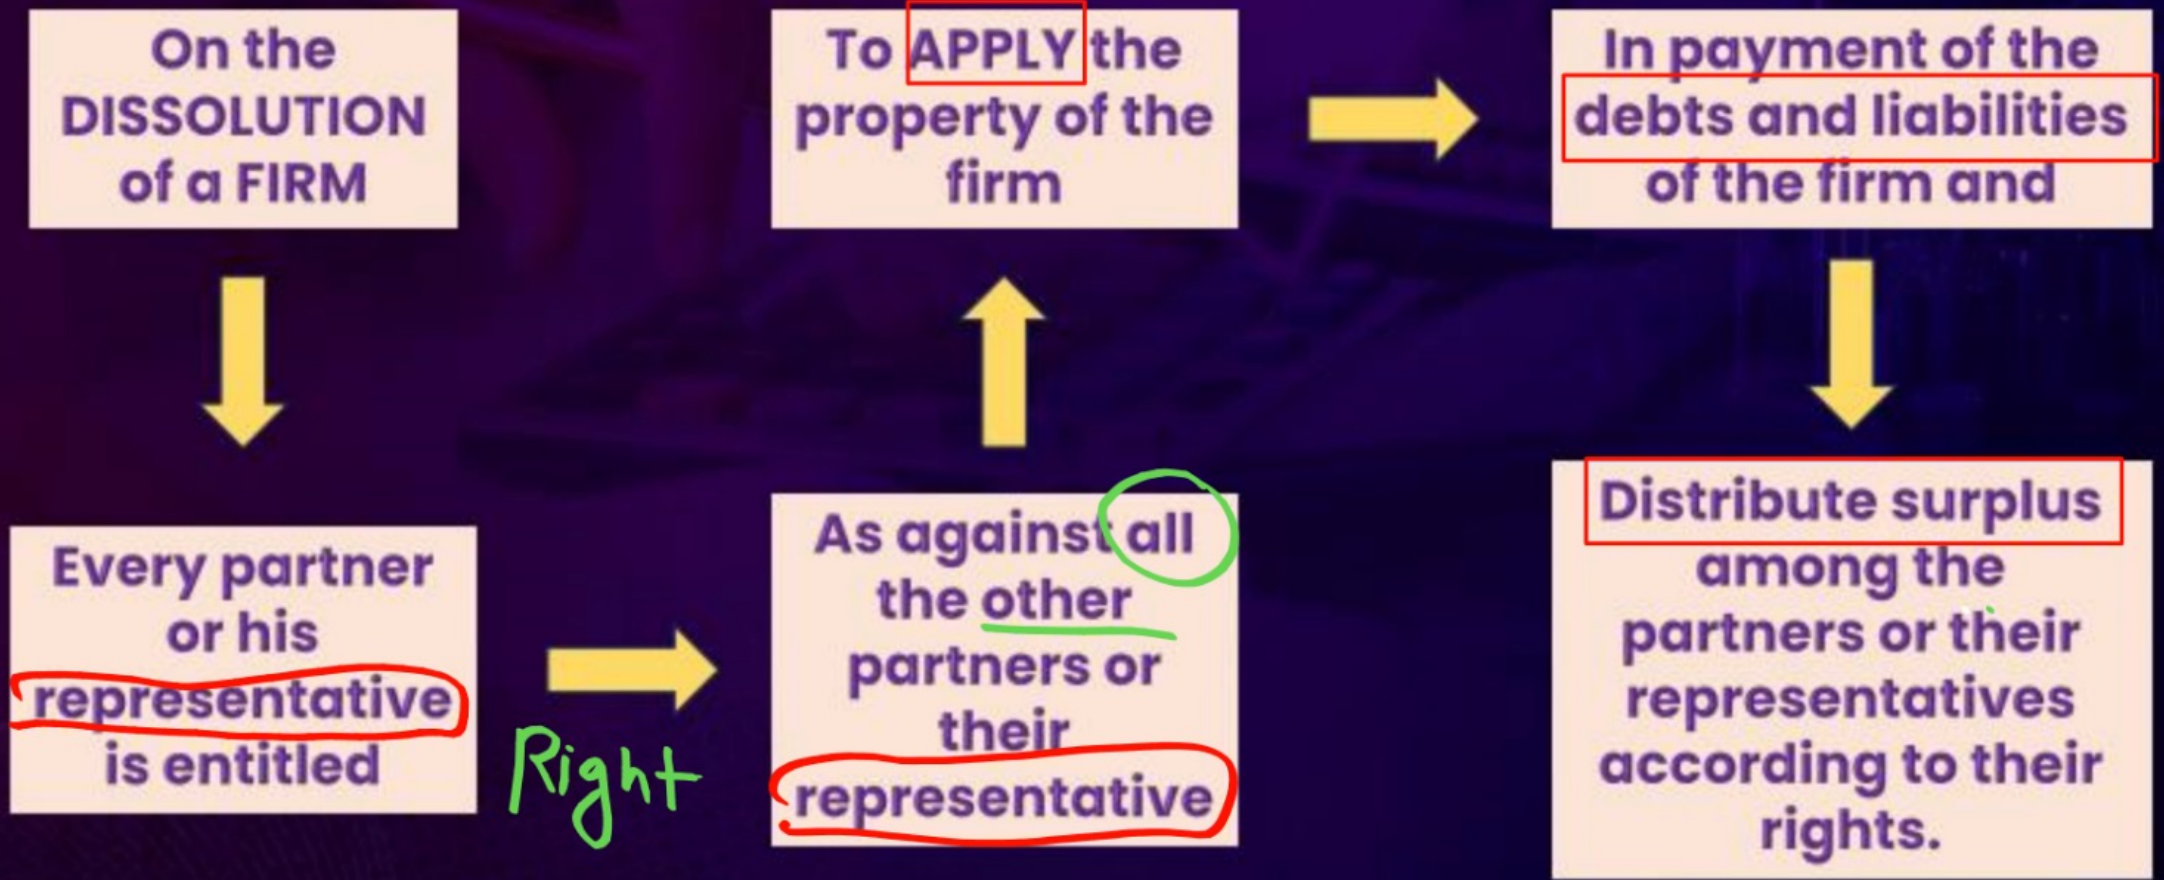 On the
DISSOLUTION
of a FIRM
Every partner
or his
representative
is entitled
Right
As against all
the other
partners or
their
representative
To APPLY the
property of the
firm
In payment of the
debts and liabilities
of the firm and
Distribute surplus
among the
partners or their
representatives
according to their
rights.